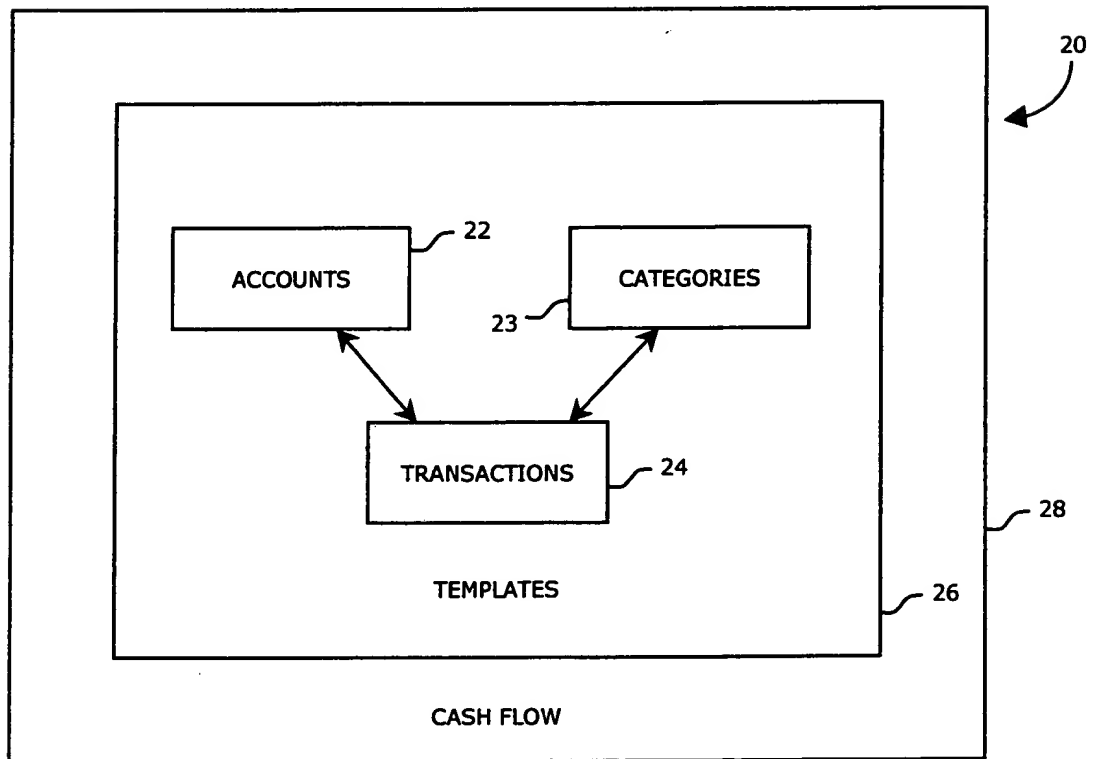 20
22
ACCOUNTS
CATEGORIES
23
TRANSACTIONS
24
28
TEMPLATES
26
CASH FLOW